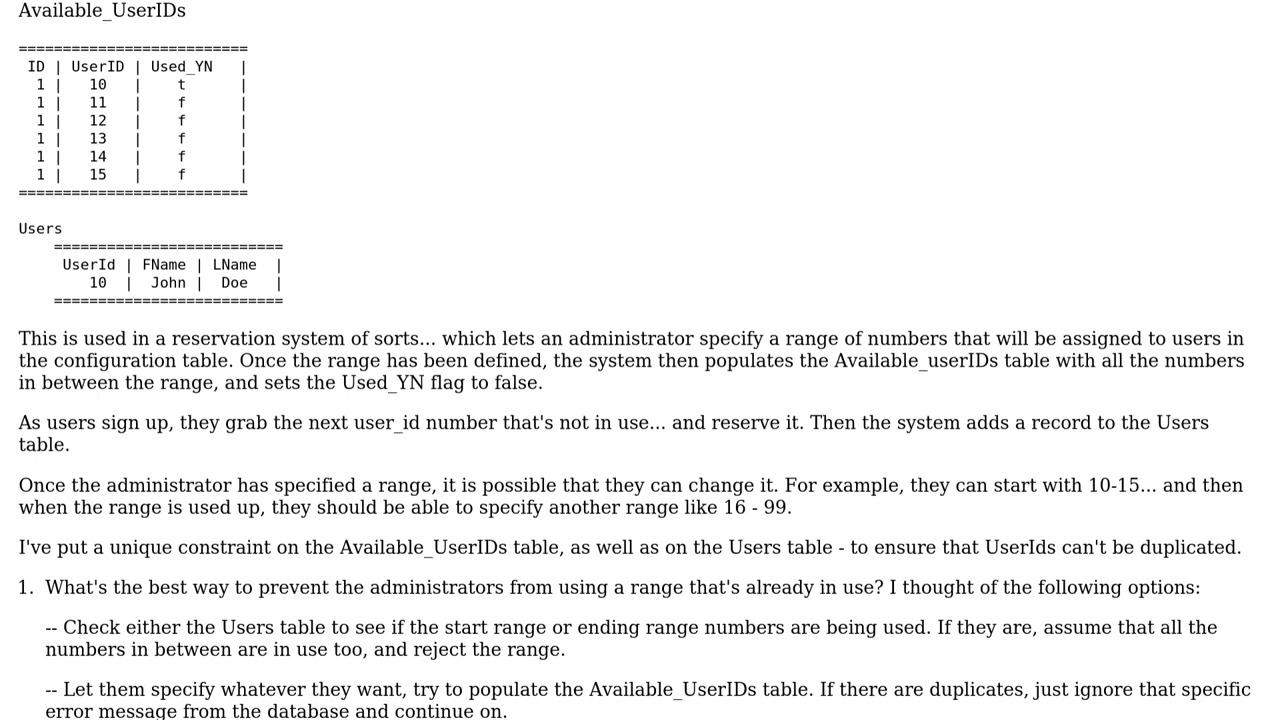 Available_UserIDs
==========================
ID | UserID | Used_YN   |
1 |   10   |    t      |
1 |   11   |    f      |
1 |   12   |    f      |
1 |   13   |    f      |
1 |   14   |    f      |
1 |   15   |    f      |
==========================
Users
==========================
UserId | FName | LName  |
10  |  John |  Doe   |
==========================
This is used in a reservation system of sorts... which lets an administrator specify a range of numbers that will be assigned to users in
the configuration table. Once the range has been defined, the system then populates the Available_userIDs table with all the numbers
in between the range, and sets the Used_YN flag to false.
As users sign up, they grab the next user_id number that's not in use... and reserve it. Then the system adds a record to the Users
table.
Once the administrator has specified a range, it is possible that they can change it. For example, they can start with 10-15... and then
when the range is used up, they should be able to specify another range like 16 - 99.
I've put a unique constraint on the Available_UserIDs table, as well as on the Users table - to ensure that UserIds can't be duplicated.
1. What's the best way to prevent the administrators from using a range that's already in use? I thought of the following options:
-- Check either the Users table to see if the start range or ending range numbers are being used. If they are, assume that all the
numbers in between are in use too, and reject the range.
-- Let them specify whatever they want, try to populate the Available_UserIDs table. If there are duplicates, just ignore that specific
error message from the database and continue on.